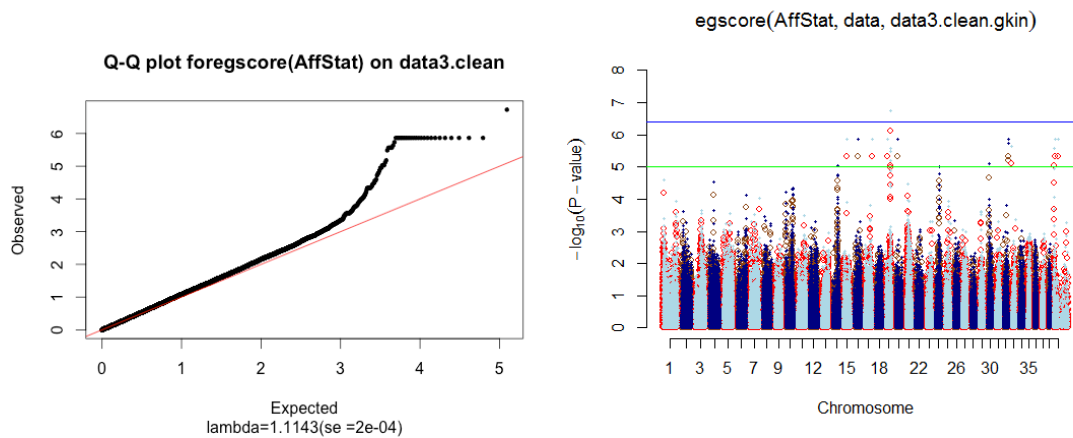 Q-Q plot foregscore(AffStat) on data3.clean
Observed
6
5
4
3
2
1
0
0 1 2 3 4 5
Expected
lambda=1.1143(se =2e-04)
egscore(AffStat, data, data3.clean.gkin)
−log10(P − value)
8
7
6
5
4
3
2
1
0
1 3 5 7 9 12 15 18 22 26 30 35
Chromosome